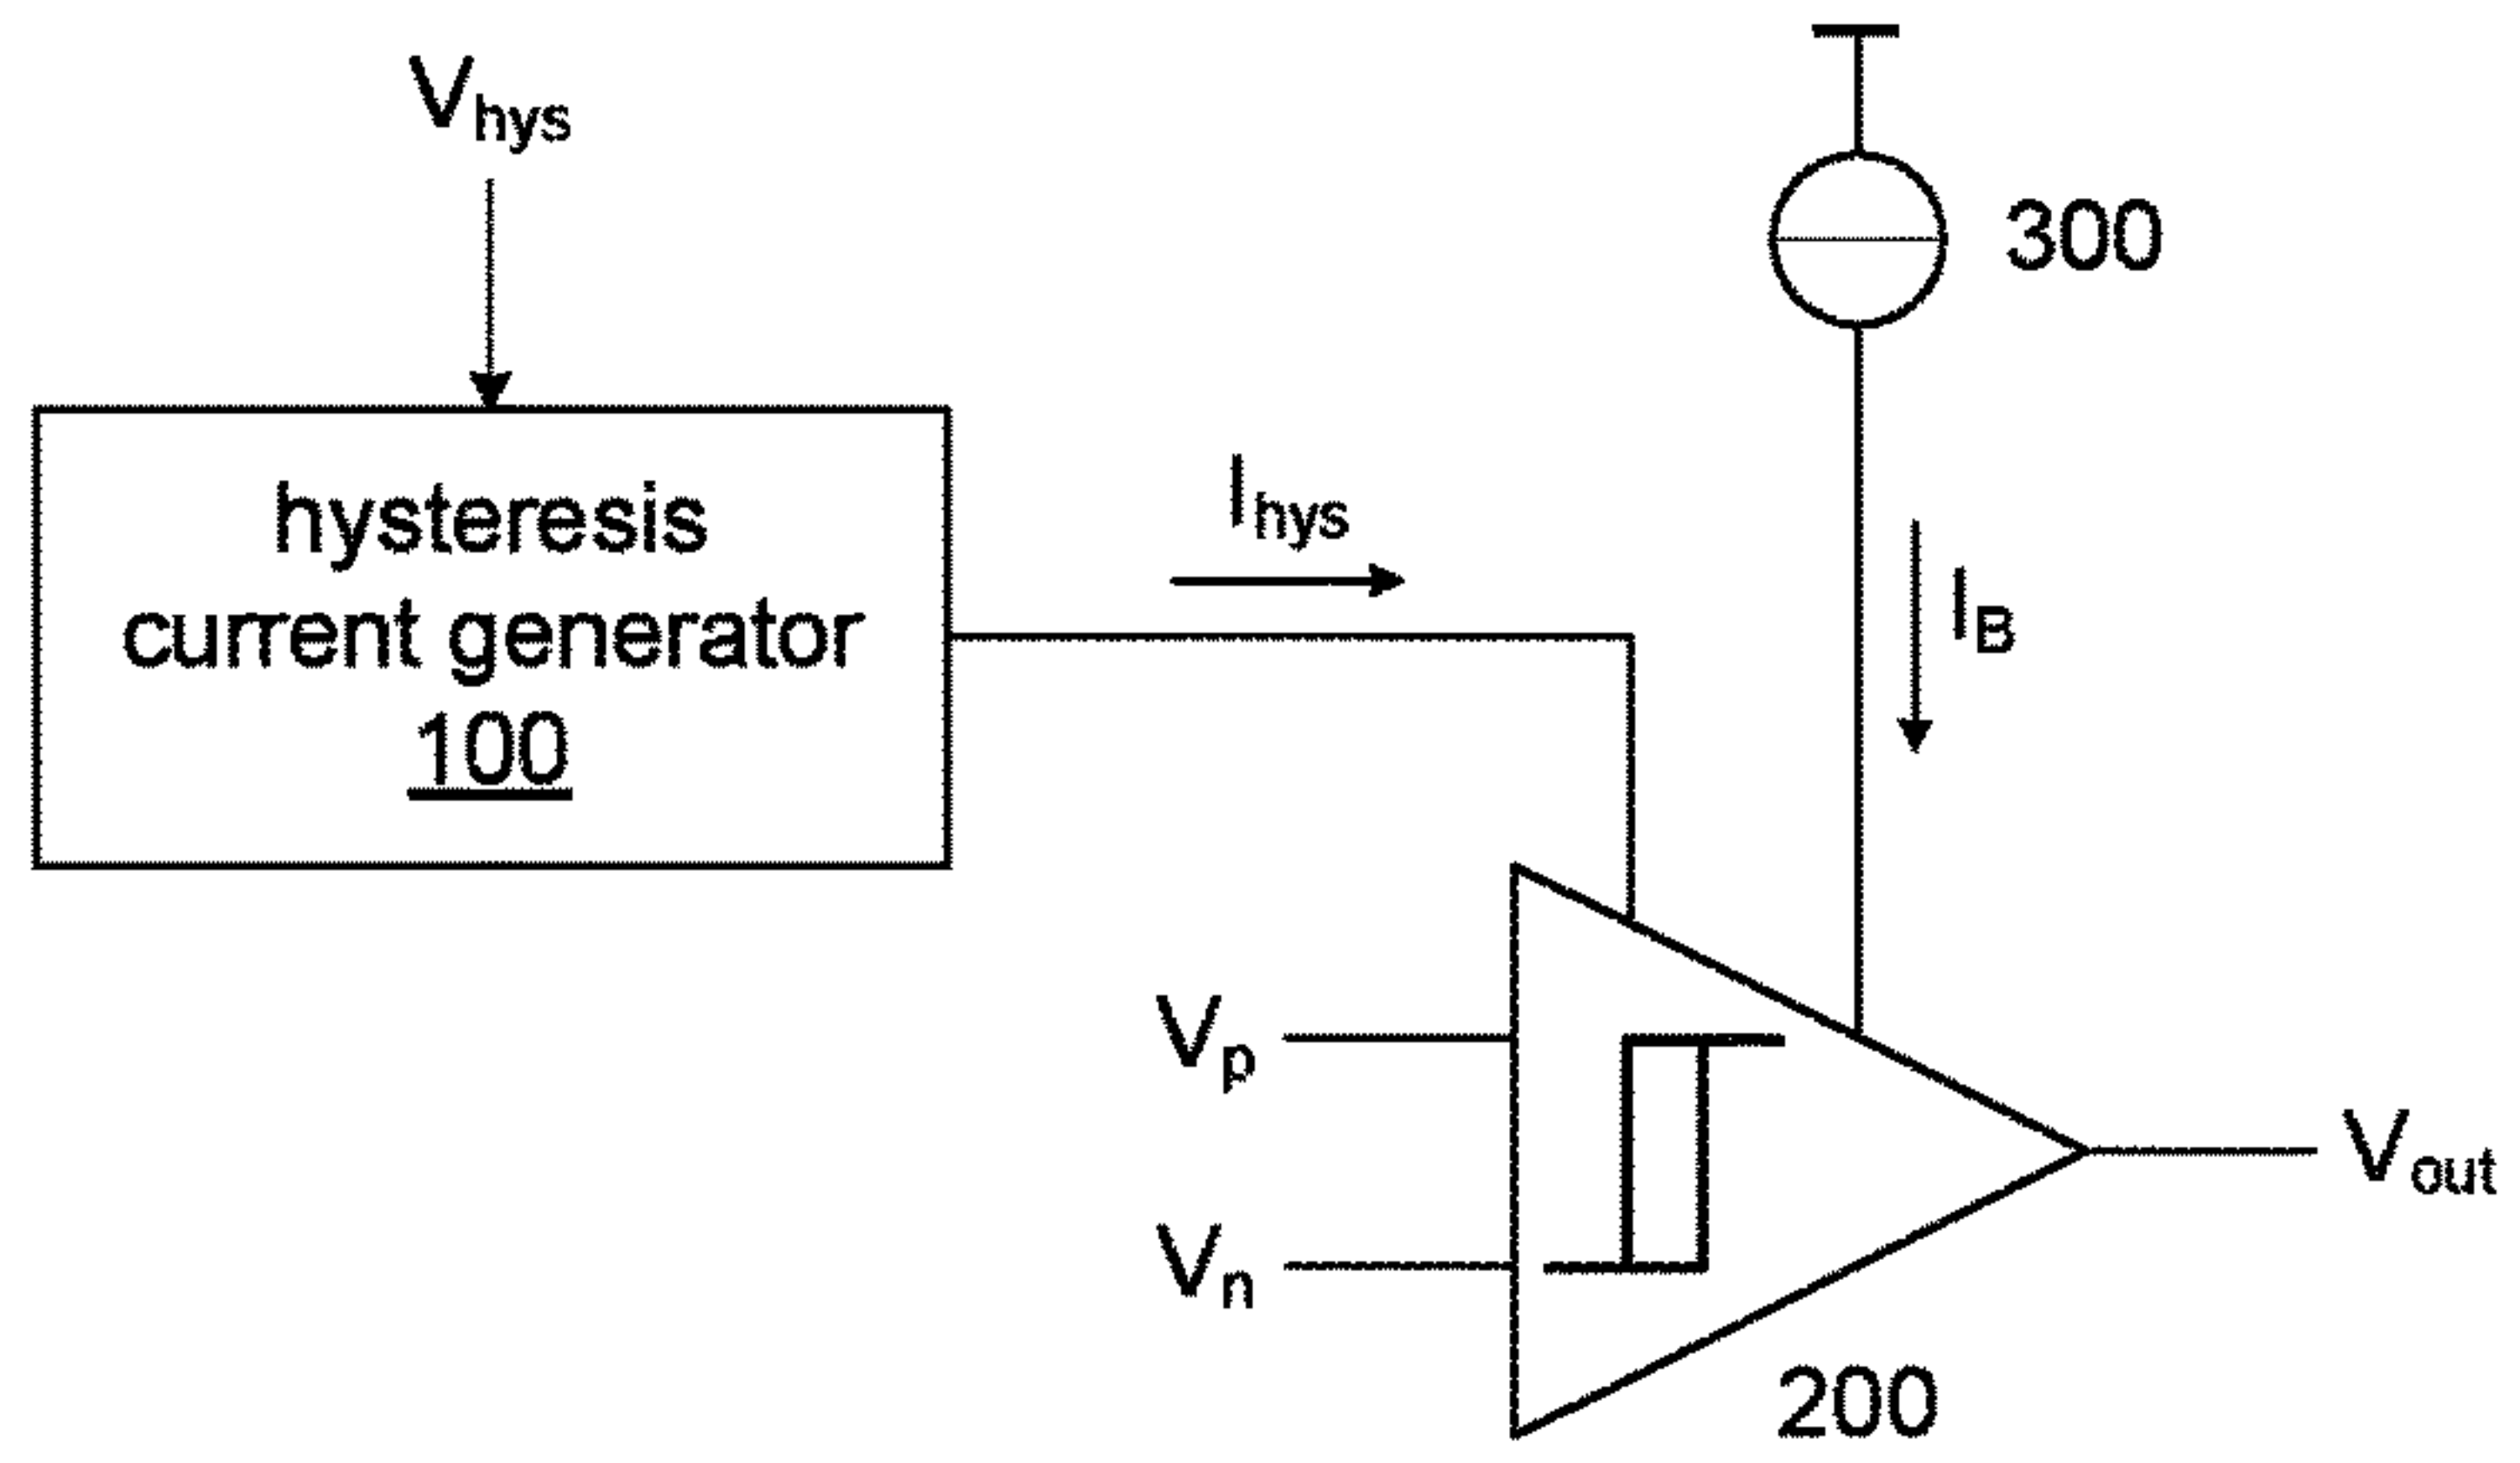 Vhys
300
hysteresis
current generator
100
Ihys
IB
Vp
Vn
Vout
200